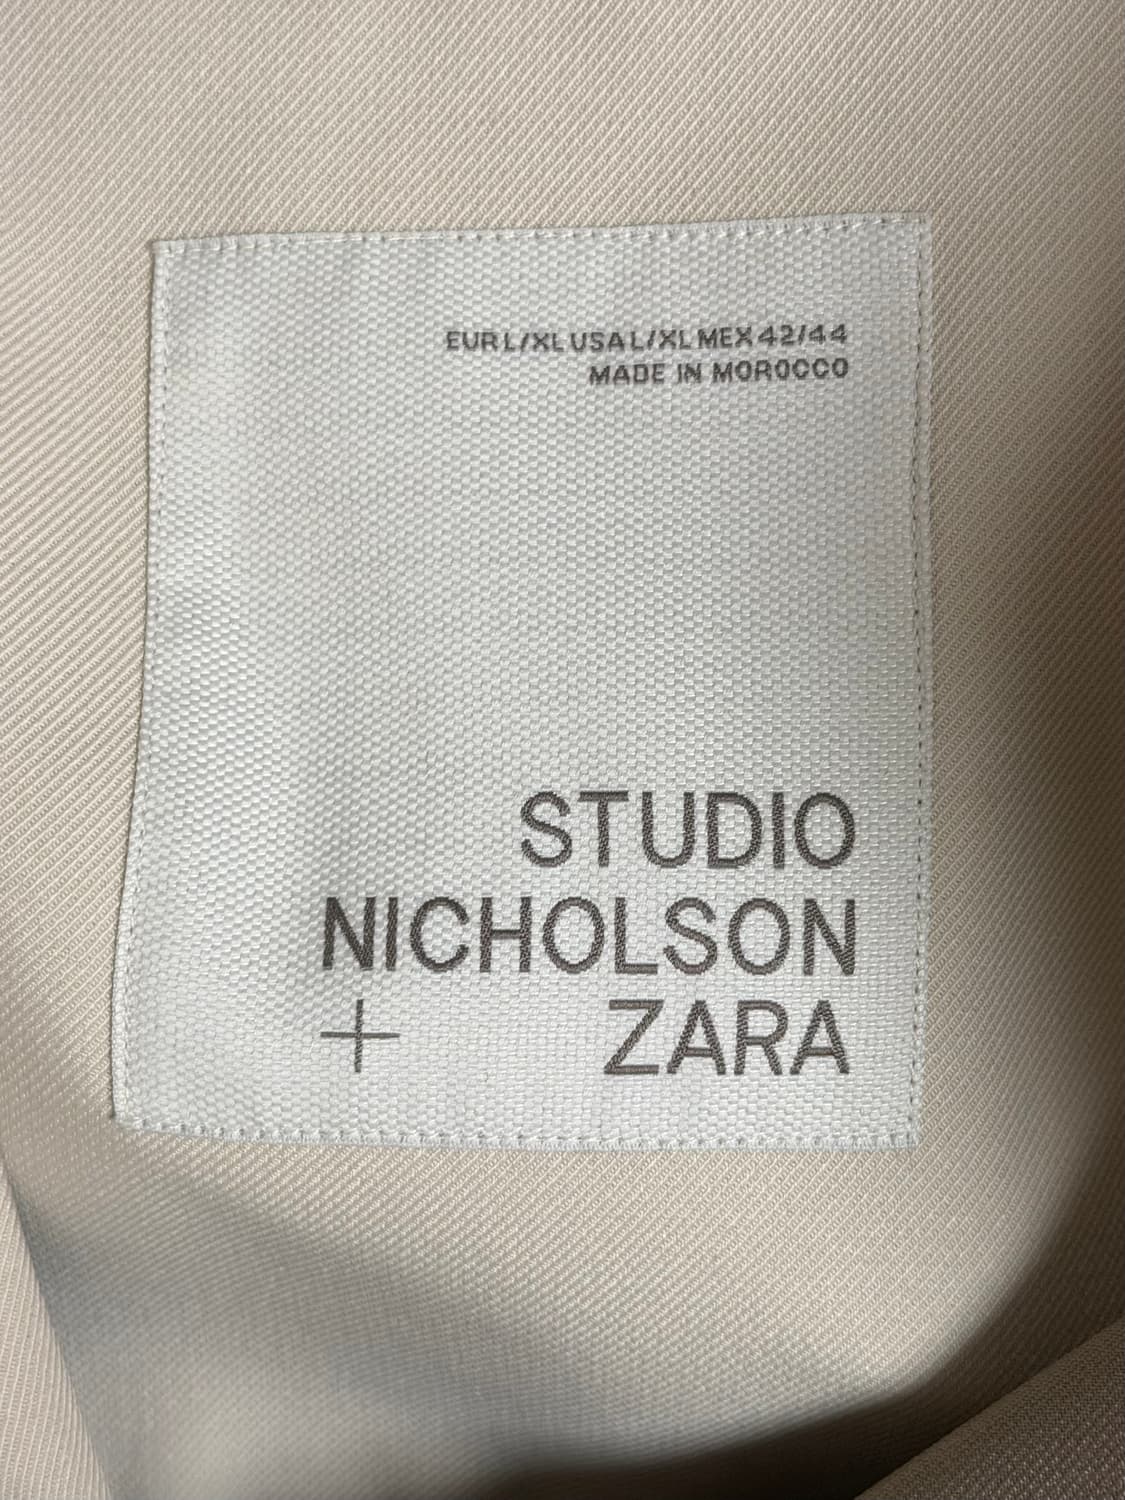 EUR L/XL USA L/XL MEX 42/44
MADE IN MOROCCO
STUDIO
NICHOLSON
+ ZARA